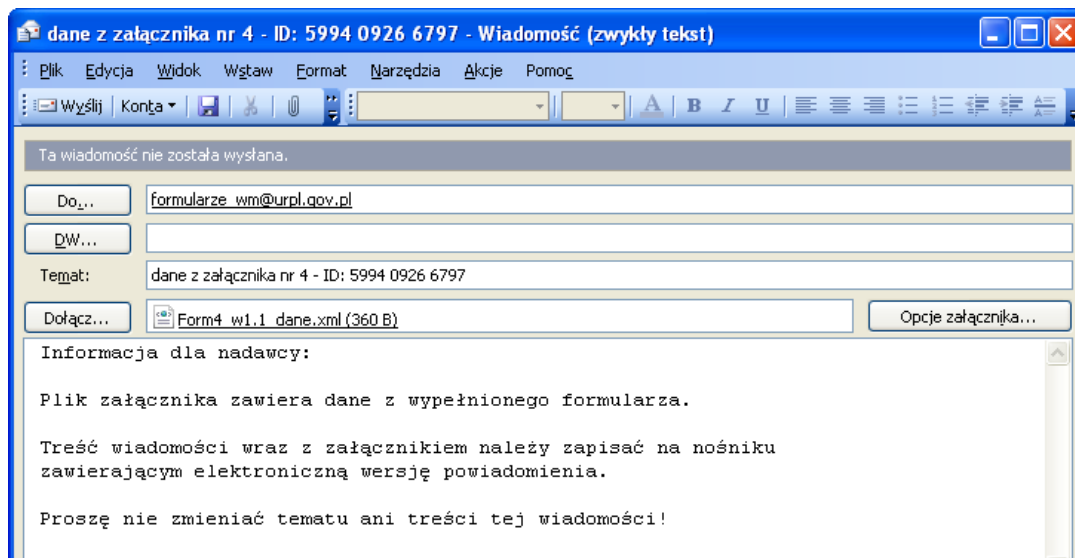 dane z załącznika nr 4 - ID: 5994 0926 6797 - Wiadomość (zwykły tekst)
Plik Edycja Widok Wstaw Format Narzędzia Akcje Pomoc
Wyślij Konta A B I U
Ta wiadomość nie została wysłana.
Do... formularze_wm@urpl.gov.pl
DW...
Temat: dane z załącznika nr 4 - ID: 5994 0926 6797
Dołącz... Form4_w1.1_dane.xml (360 B) Opcje załącznika...
Informacja dla nadawcy:
Plik załącznika zawiera dane z wypełnionego formularza.
Treść wiadomości wraz z załącznikiem należy zapisać na nośniku
zawierającym elektroniczną wersję powiadomienia.
Proszę nie zmieniać tematu ani treści tej wiadomości!